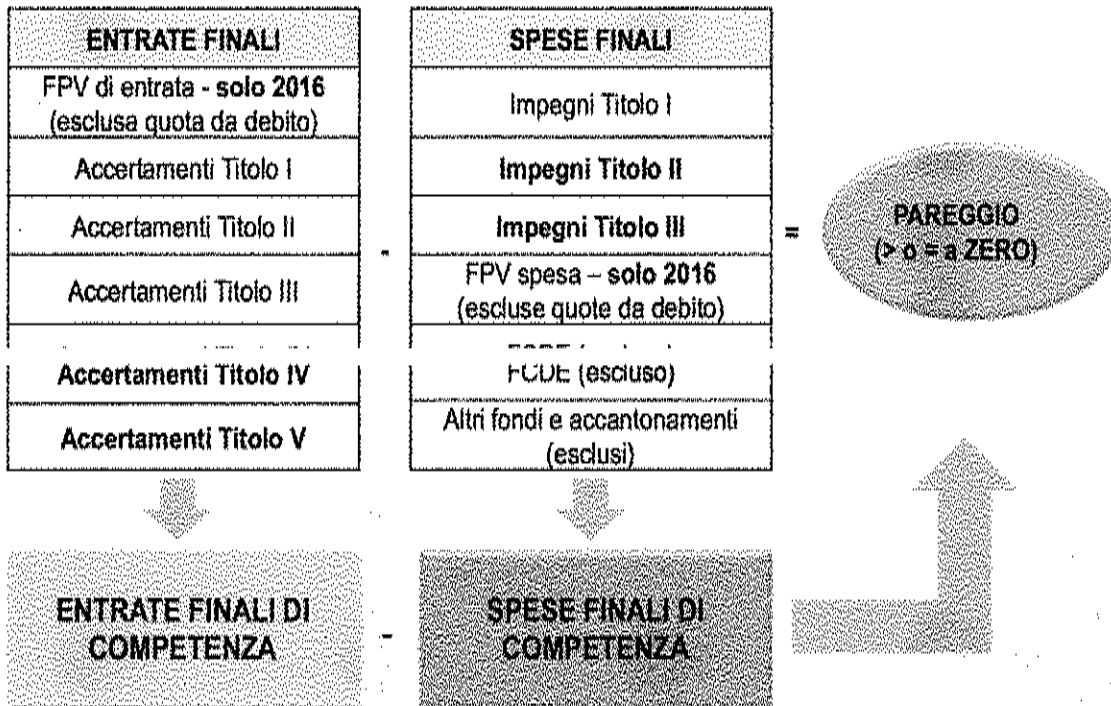 ENTRATE FINALI
FPV di entrata - solo 2016
(esclusa quota da debito)
Accertamenti Titolo I
Accertamenti Titolo II
Accertamenti Titolo III
Accertamenti Titolo IV
Accertamenti Titolo V
-
SPESE FINALI
Impegni Titolo I
Impegni Titolo II
Impegni Titolo III
FPV spesa – solo 2016
(escluse quote da debito)
FCDE (escluso)
Altri fondi e accantonamenti
(esclusi)
=
PAREGGIO
(> o = a ZERO)
ENTRATE FINALI DI
COMPETENZA
-
SPESE FINALI DI
COMPETENZA